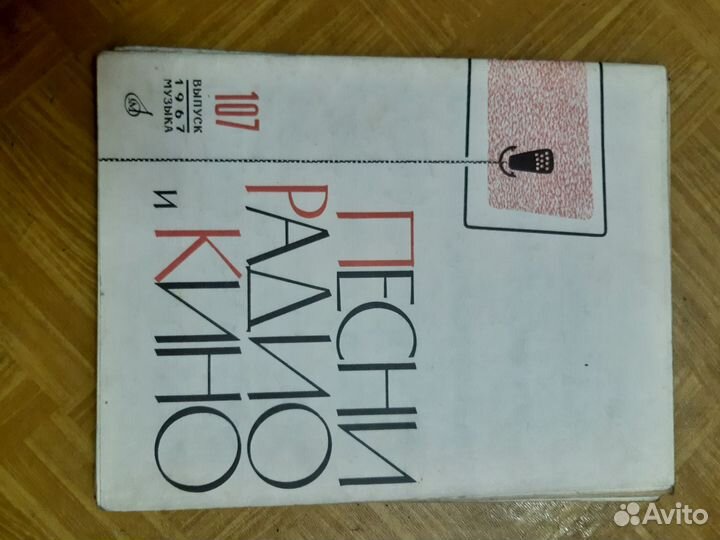 ПЕСНИ
РАДИО
и КИНО
107
ВЫПУСК
1967
МУЗЫКА
Avito